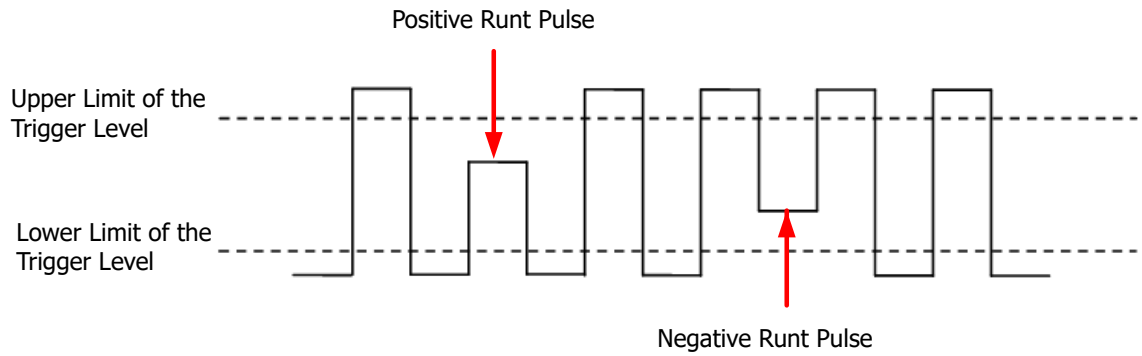 Positive Runt Pulse
Upper Limit of the
Trigger Level
Lower Limit of the
Trigger Level
Negative Runt Pulse